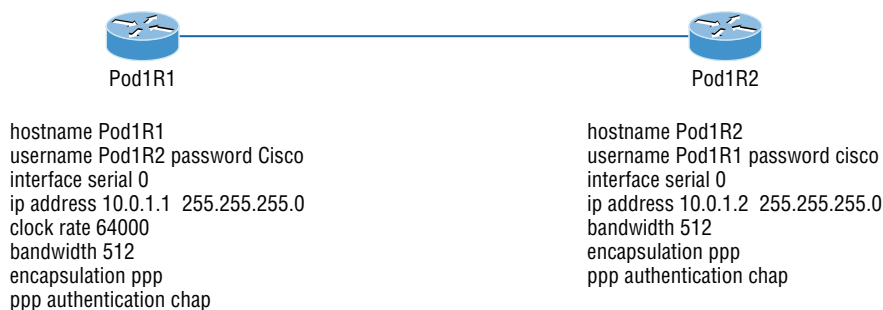 Pod1R1
Pod1R2
hostname Pod1R1
username Pod1R2 password Cisco
interface serial 0
ip address 10.0.1.1 255.255.255.0
clock rate 64000
bandwidth 512
encapsulation ppp
ppp authentication chap
hostname Pod1R2
username Pod1R1 password cisco
interface serial 0
ip address 10.0.1.2 255.255.255.0
bandwidth 512
encapsulation ppp
ppp authentication chap